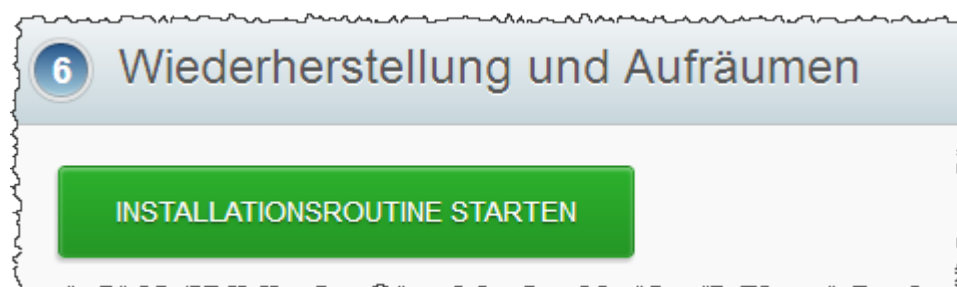 6 Wiederherstellung und Aufräumen
INSTALLATIONSROUTINE STARTEN